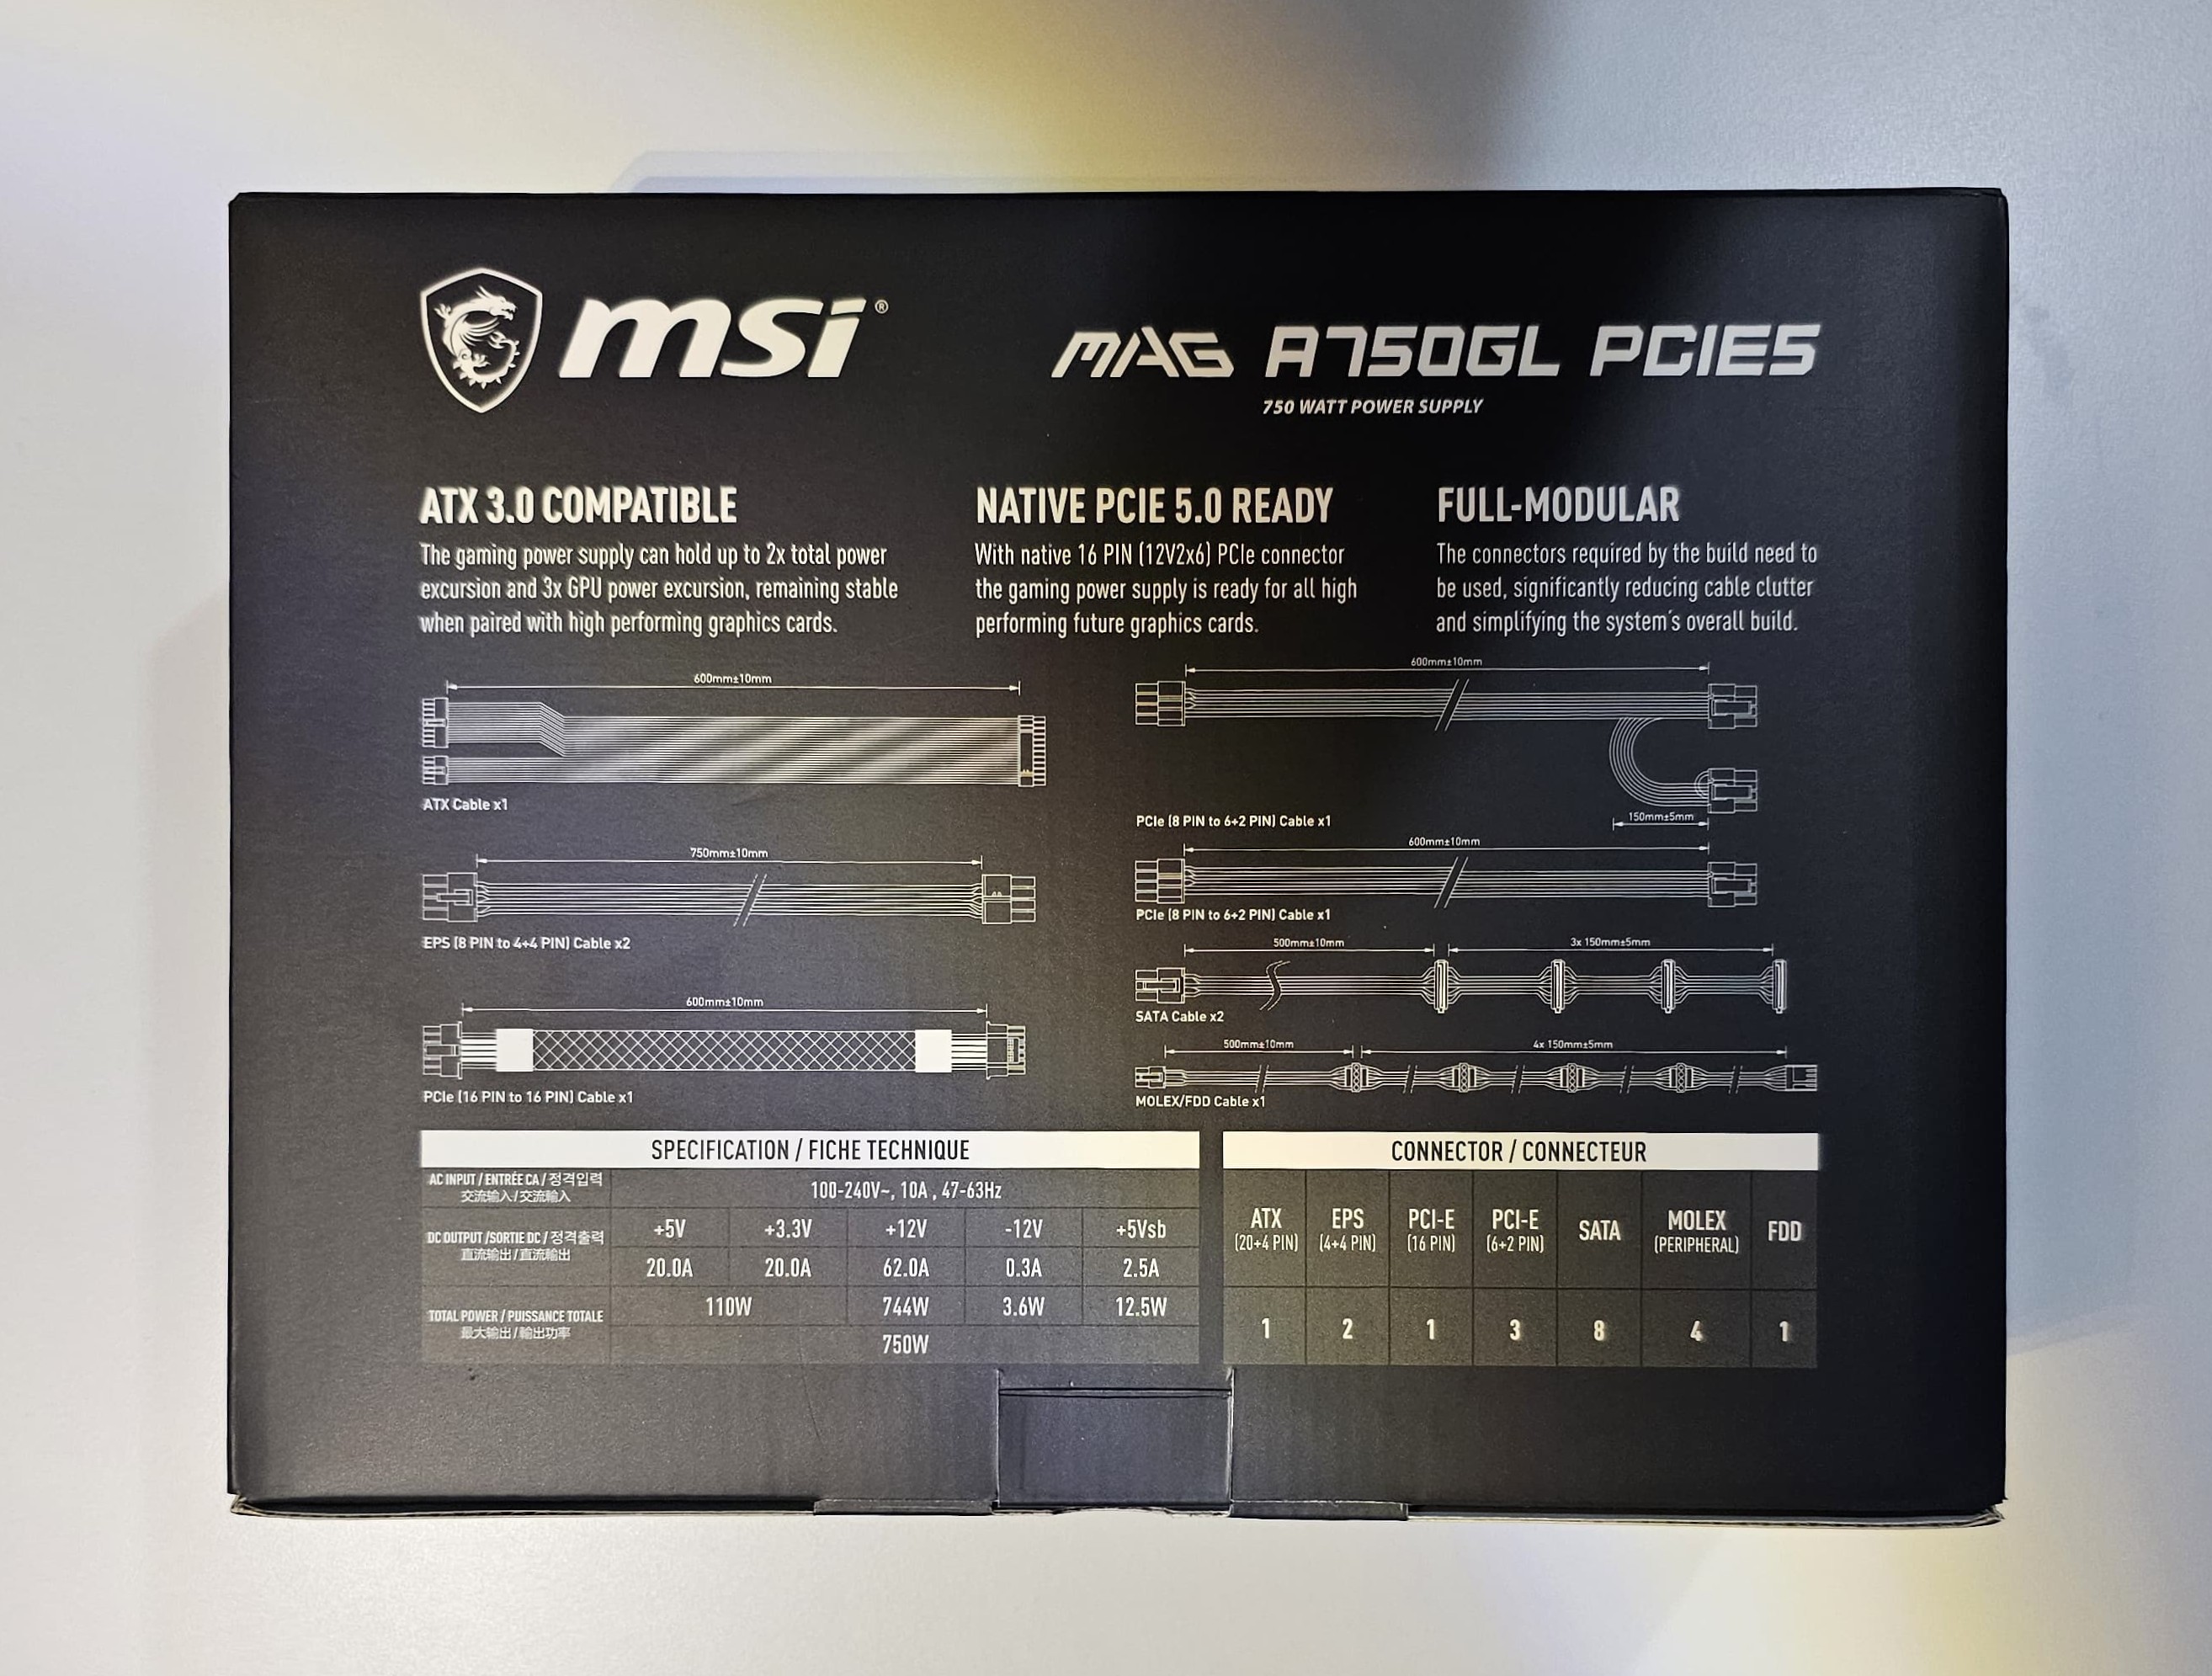 msi®
MAG A750GL PCIE5
750 WATT POWER SUPPLY
ATX 3.0 COMPATIBLE
The gaming power supply can hold up to 2x total power
excursion and 3x GPU power excursion, remaining stable
when paired with high performing graphics cards.
NATIVE PCIE 5.0 READY
With native 16 PIN (12V2x6) PCIe connector
the gaming power supply is ready for all high
performing future graphics cards.
FULL-MODULAR
The connectors required by the build need to
be used, significantly reducing cable clutter
and simplifying the system's overall build.
600mm±10mm
ATX Cable x1
750mm±10mm
EPS (8 PIN to 4+4 PIN) Cable x2
600mm±10mm
PCIe (16 PIN to 16 PIN) Cable x1
600mm±10mm
150mm±5mm
PCIe (8 PIN to 6+2 PIN) Cable x1
600mm±10mm
PCIe (8 PIN to 6+2 PIN) Cable x1
500mm±10mm 3x 150mm±5mm
SATA Cable x2
500mm±10mm 4x 150mm±5mm
MOLEX/FDD Cable x1
SPECIFICATION / FICHE TECHNIQUE
AC INPUT / ENTRÉE CA / 정격입력
交流输入/交流輸入
100-240V~, 10A , 47-63Hz
DC OUTPUT /SORTIE DC / 정격출력
直流输出/直流輸出
+5V +3.3V +12V -12V +5Vsb
20.0A 20.0A 62.0A 0.3A 2.5A
TOTAL POWER / PUISSANCE TOTALE
最大输出/輸出功率
110W 744W 3.6W 12.5W
750W
CONNECTOR / CONNECTEUR
ATX EPS PCI-E PCI-E SATA MOLEX FDD
(20+4 PIN) (4+4 PIN) (16 PIN) (6+2 PIN) (PERIPHERAL)
1 2 1 3 8 4 1